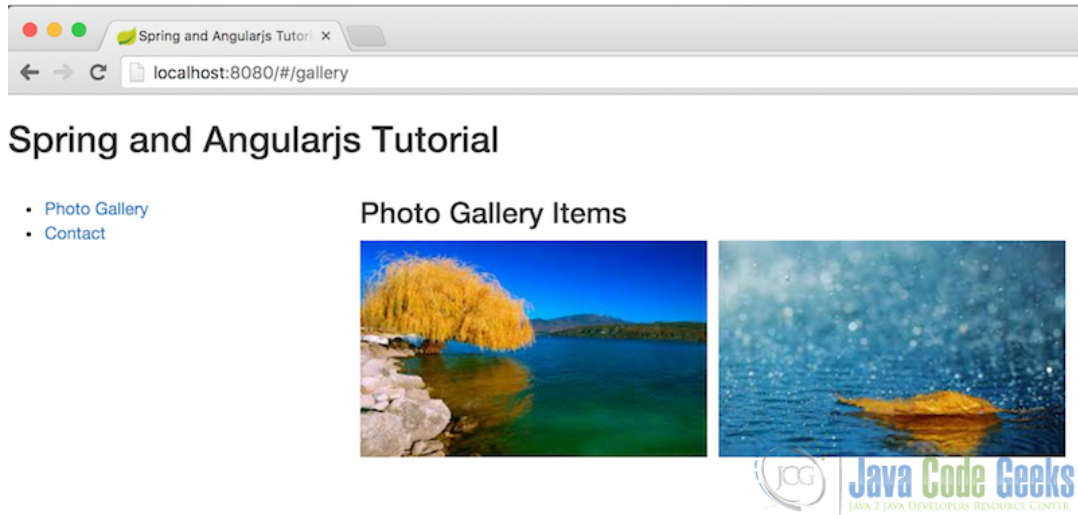 Spring and Angularjs Tutori
localhost:8080/#/gallery
Spring and Angularjs Tutorial
Photo Gallery
Contact
Photo Gallery Items
JCG
Java Code Geeks
JAVA 2 JAVA DEVELOPERS RESOURCE CENTER